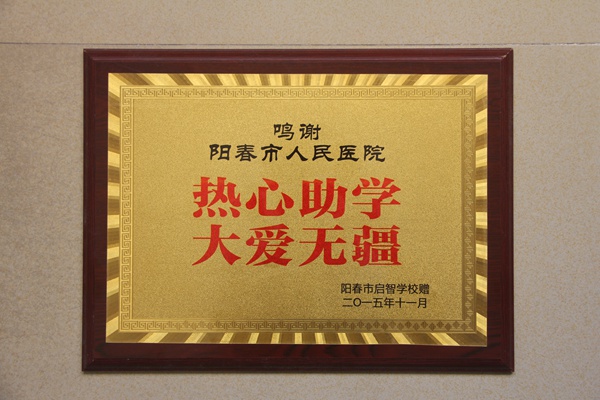 鸣谢
阳春市人民医院
热心助学
大爱无疆
阳春市启智学校赠
二〇一五年十一月